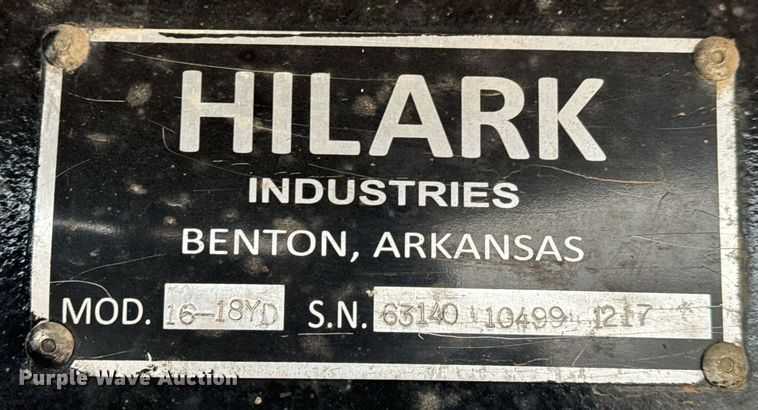 HILARK
INDUSTRIES
BENTON, ARKANSAS
MOD. 16-18YD S.N. 63140 10499 1217 *
Purple Wave Auction